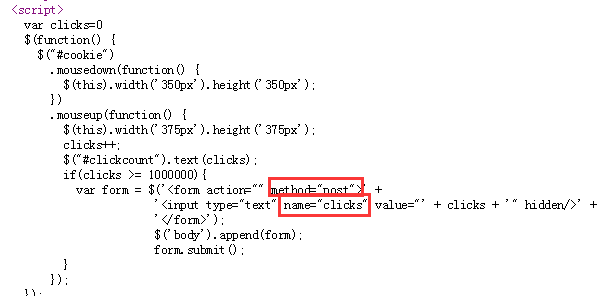 <script>
var clicks=0
$(function() {
$("#cookie")
.mousedown(function() {
$(this).width('350px').height('350px');
})
.mouseup(function() {
$(this).width('375px').height('375px');
clicks++;
$("#clickcount").text(clicks);
if(clicks >= 1000000){
var form = $('<form action="" method="post">' +
'<input type="text" name="clicks" value="' + clicks + '" hidden/>' +
'</form>');
$('body').append(form);
form.submit();
}
});
});